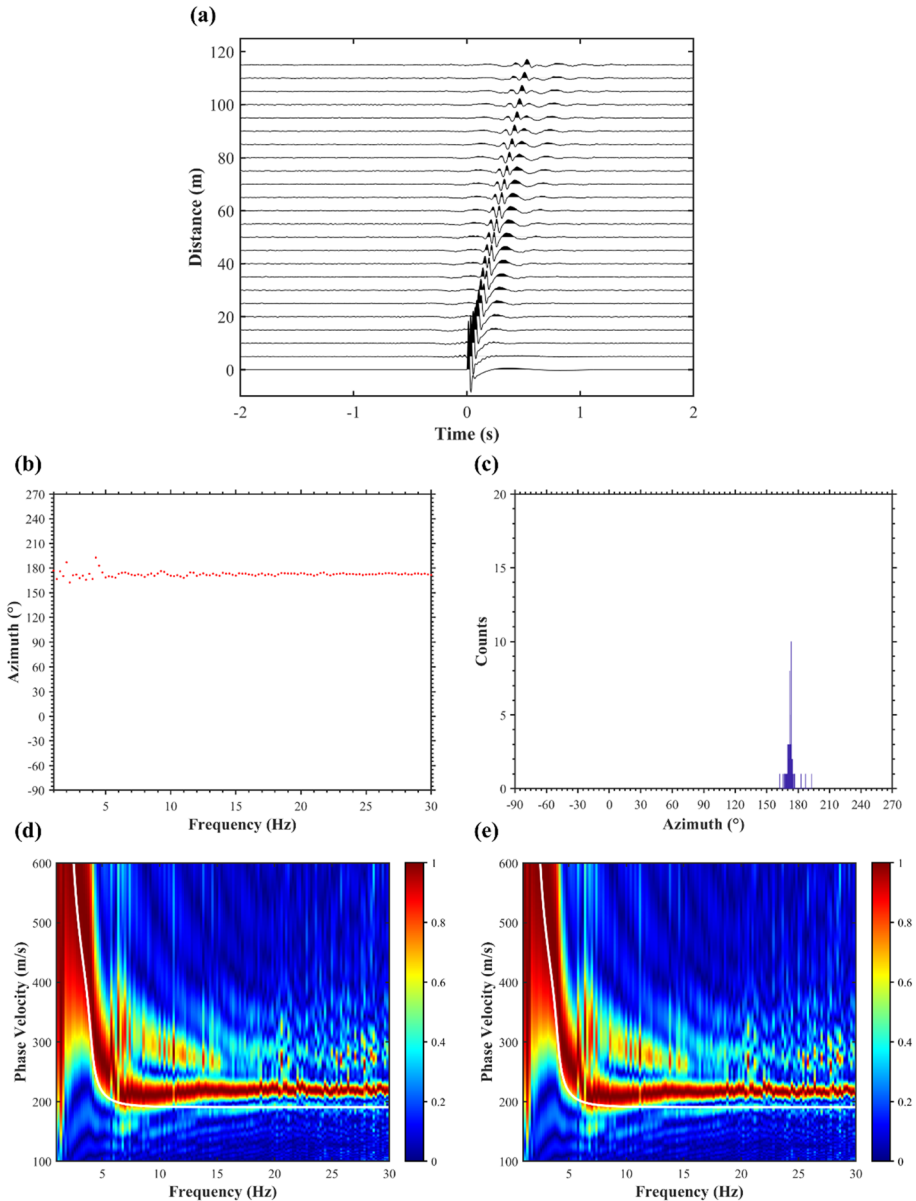 (a)
120
100
80
60
40
20
0
Distance (m)
-2 -1 0 1 2
Time (s)
(b)
270
240
210
180
150
120
90
60
30
0
-30
-60
-90
Azimuth (°)
5 10 15 20 25 30
Frequency (Hz)
(c)
20
15
10
5
0
Counts
-90 -60 -30 0 30 60 90 120 150 180 210 240 270
Azimuth (°)
(d)
600
500
400
300
200
100
Phase Velocity (m/s)
5 10 15 20 25 30
Frequency (Hz)
1
0.8
0.6
0.4
0.2
0
(e)
600
500
400
300
200
100
Phase Velocity (m/s)
5 10 15 20 25 30
Frequency (Hz)
1
0.8
0.6
0.4
0.2
0